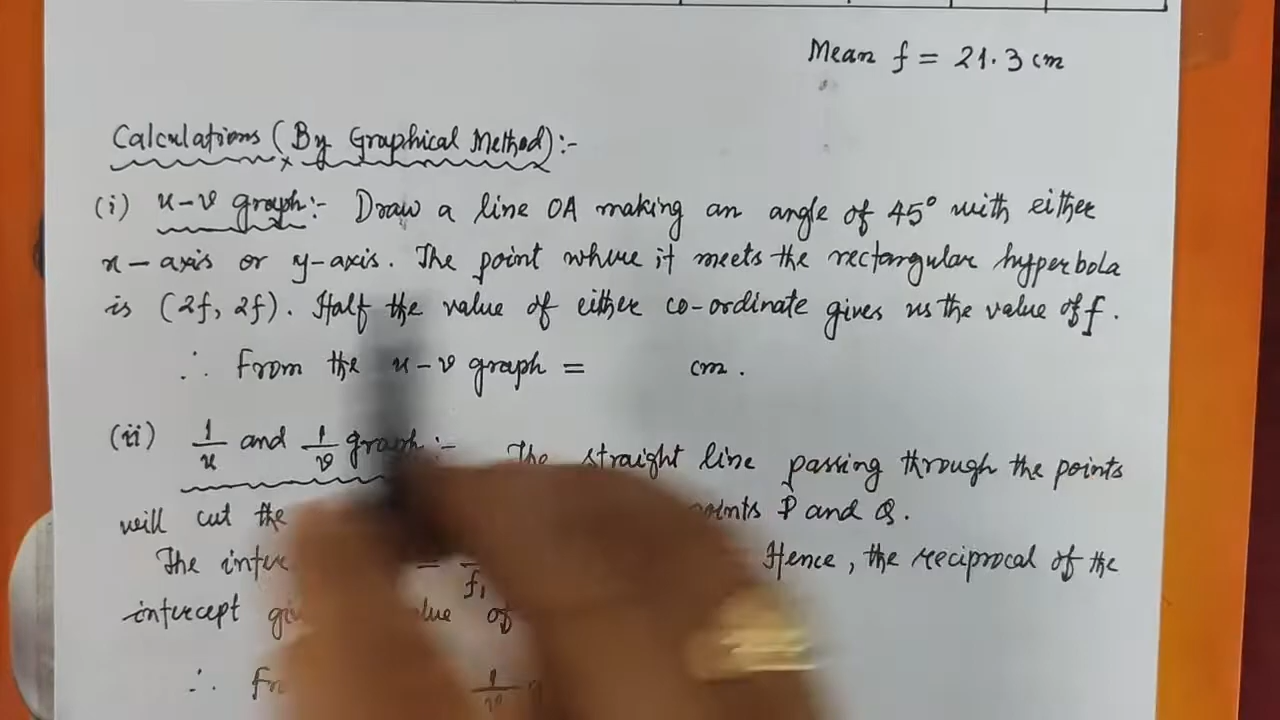 Mean f = 21.3 cm
Calculations (By Graphical Method):-
(i) u-v graph:- Draw a line OA making an angle of 45° with either
x-axis or y-axis. The point where it meets the rectangular hyperbola
is (2f, 2f). Half the value of either co-ordinate gives us the value of f.
∴ From the u-v graph = cm.
(ii) 1/u and 1/v graph:- The straight line passing through the points
will cut the P and Q.
The = Hence, the reciprocal of the
intercept of
∴